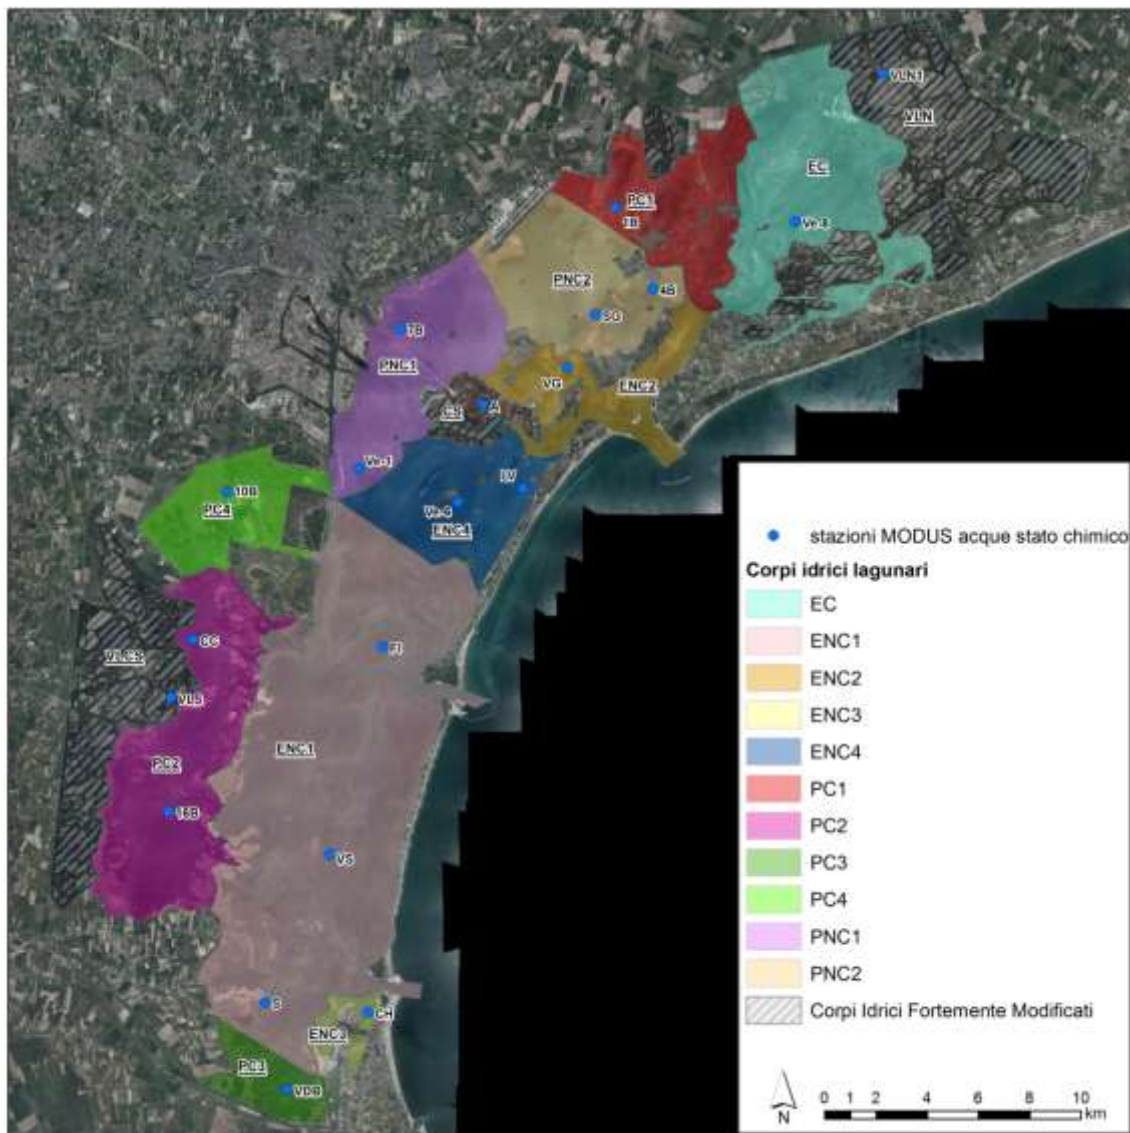 VLN1
VLN
EC
Ve-8
PC1
1B
PNC2
4B
SG
7B
PNC1
VG
ENC2
CS
A
Ve-1
LV
Ve-6
ENC4
10B
PC4
CC
FI
VLCS
VLS
ENC1
PC2
16B
VS
S
CH
ENC3
PC3
VDB
stazioni MODUS acque stato chimico
Corpi idrici lagunari
EC
ENC1
ENC2
ENC3
ENC4
PC1
PC2
PC3
PC4
PNC1
PNC2
Corpi Idrici Fortemente Modificati
N
0 1 2 4 6 8 10
km